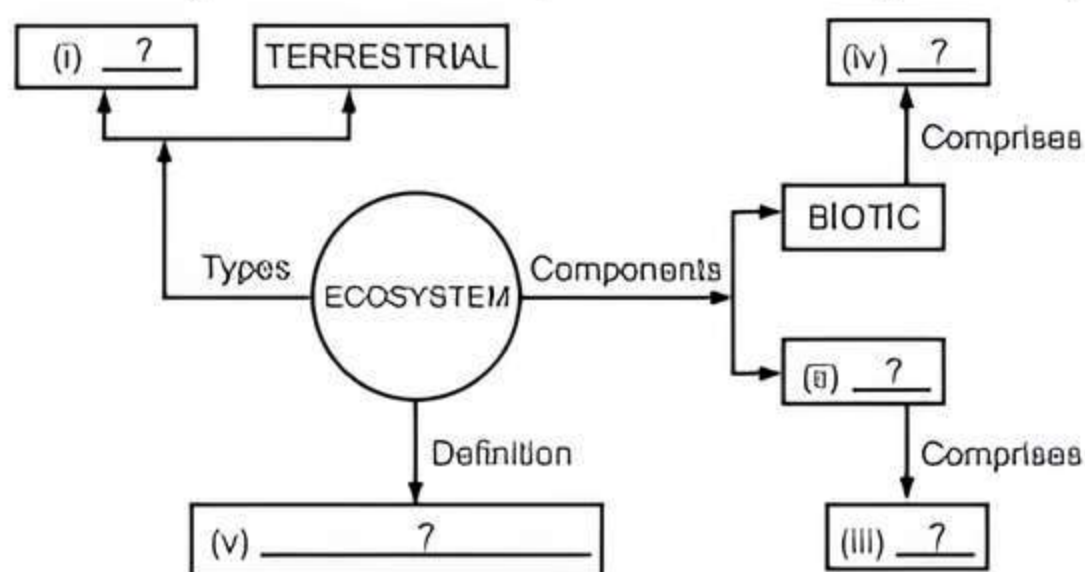 (i) ?
TERRESTRIAL
(iv) ?
Comprises
BIOTIC
Types
Components
ECOSYSTEM
(ii) ?
Definition
Comprises
(v) ?
(iii) ?